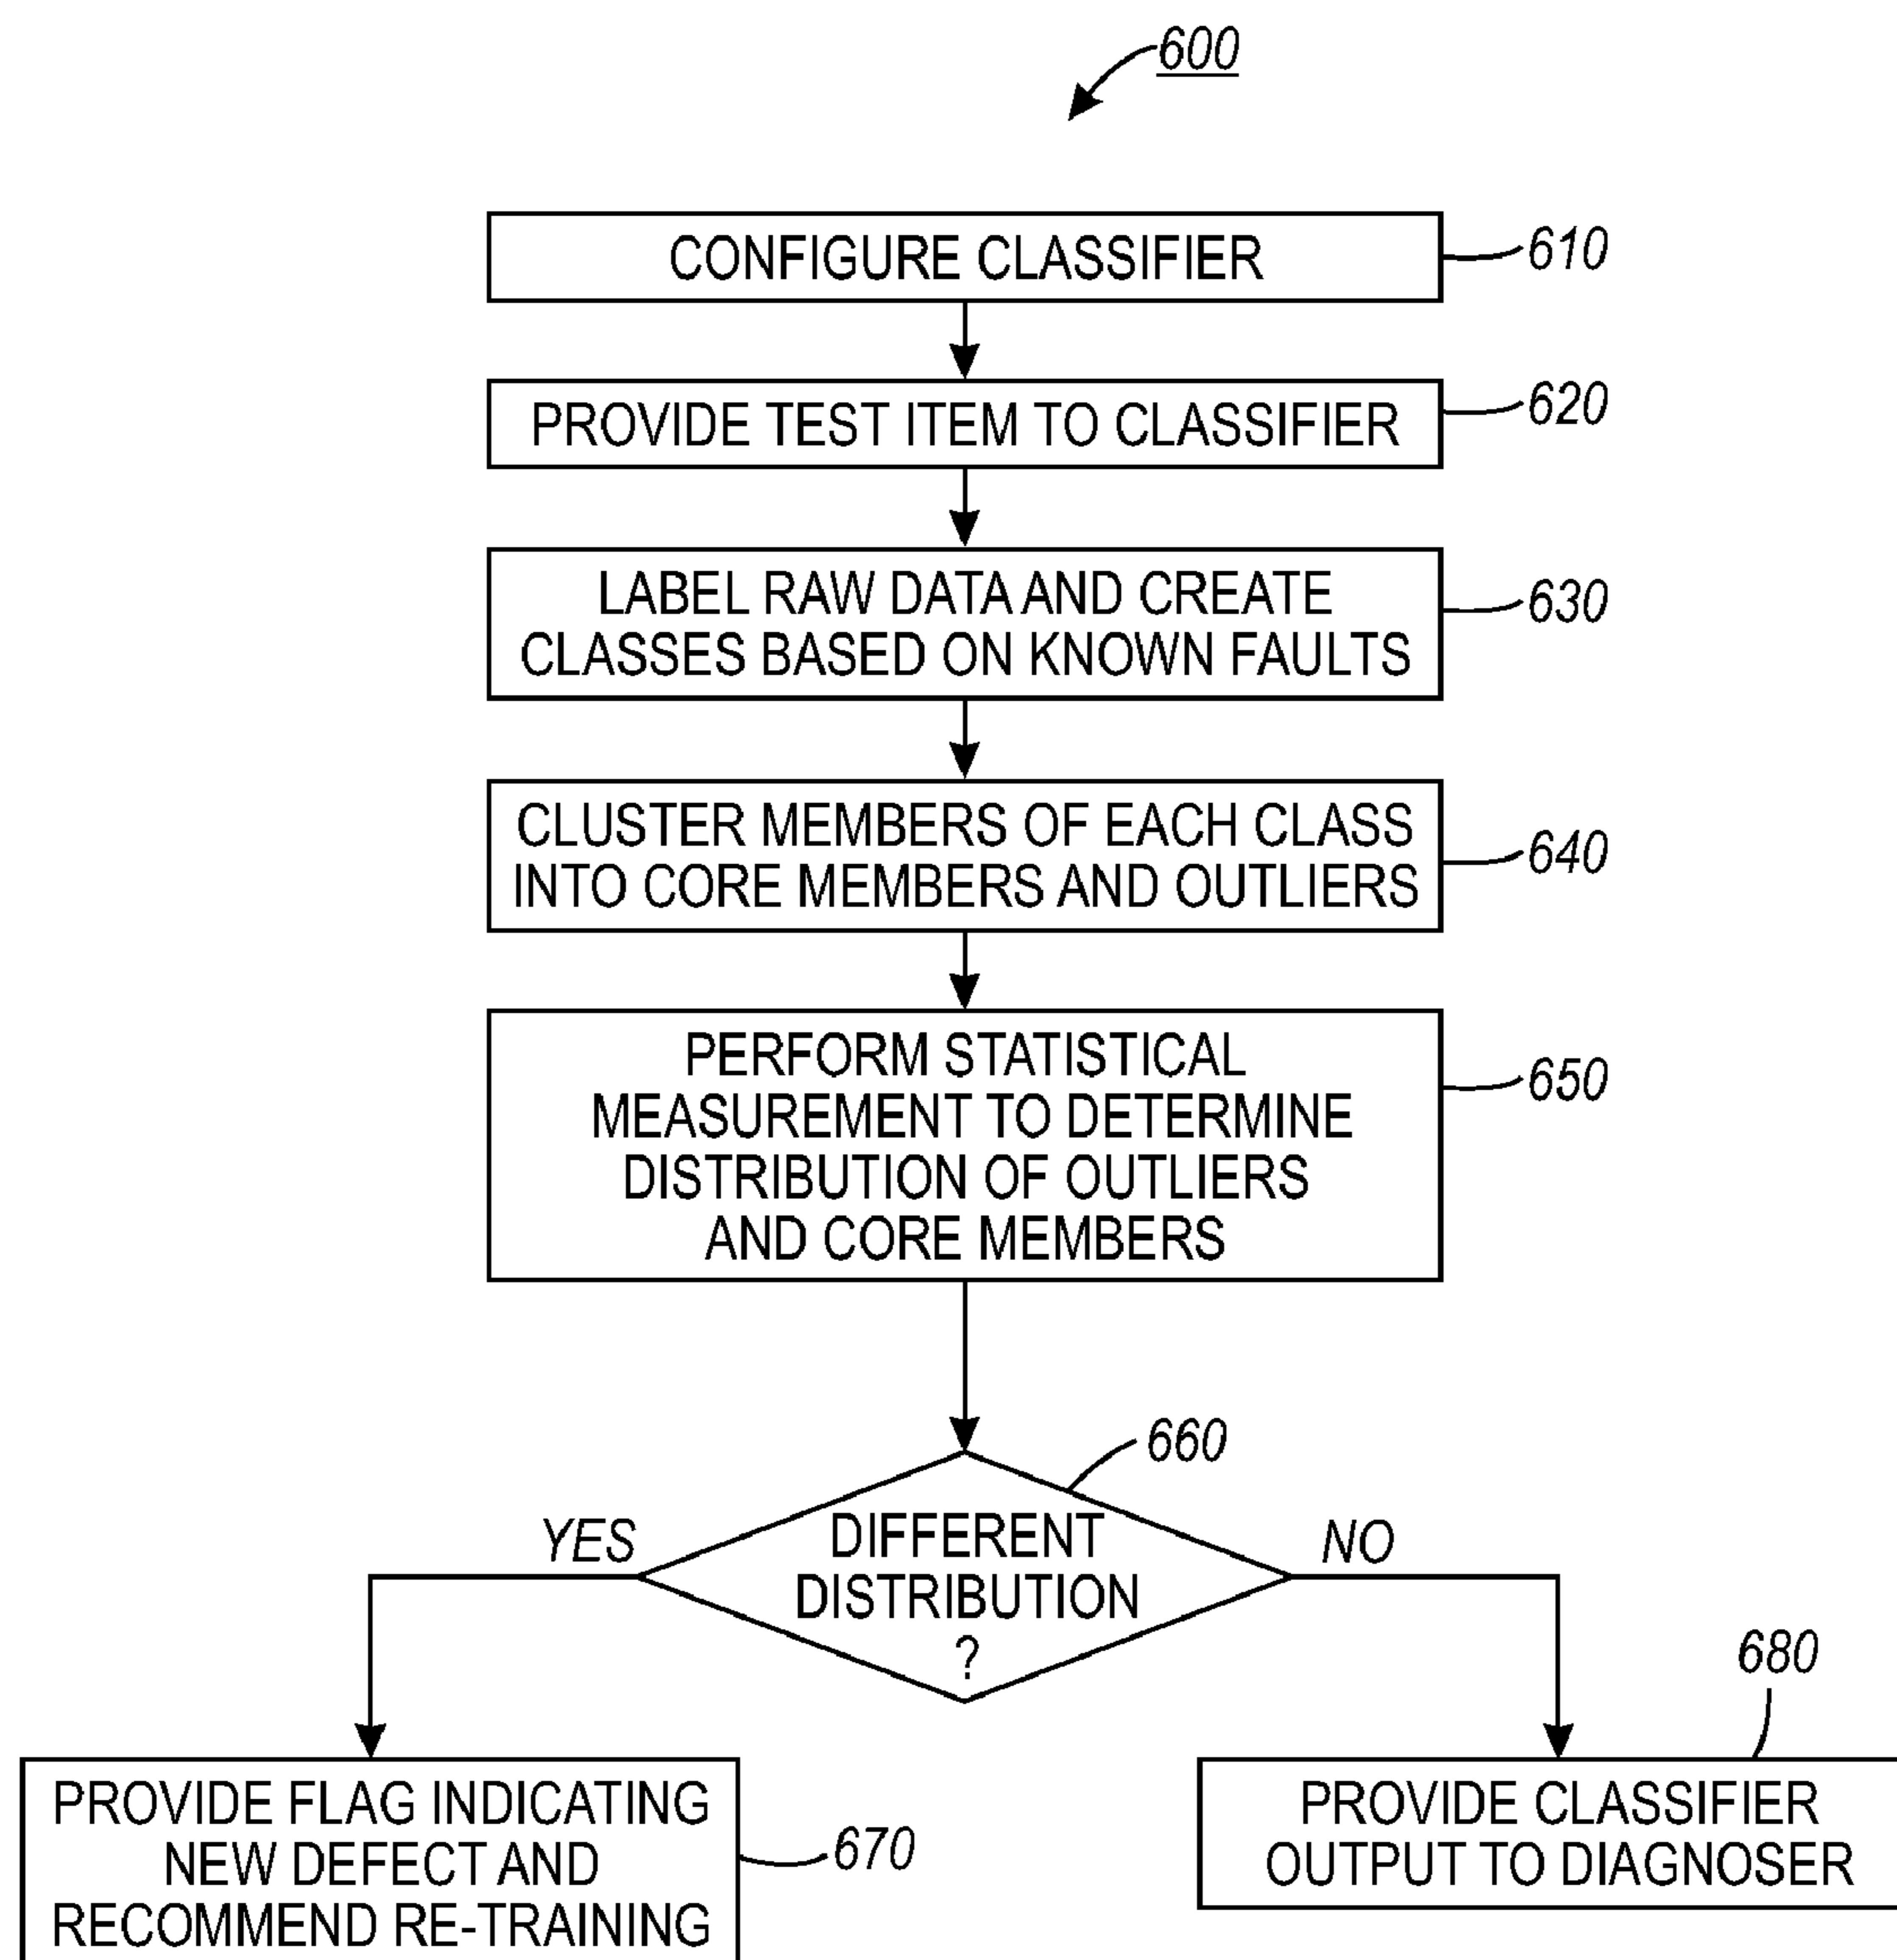 600
CONFIGURE CLASSIFIER
610
PROVIDE TEST ITEM TO CLASSIFIER
620
LABEL RAW DATA AND CREATE
CLASSES BASED ON KNOWN FAULTS
630
CLUSTER MEMBERS OF EACH CLASS
INTO CORE MEMBERS AND OUTLIERS
640
PERFORM STATISTICAL
MEASUREMENT TO DETERMINE
DISTRIBUTION OF OUTLIERS
AND CORE MEMBERS
650
660
DIFFERENT
DISTRIBUTION
?
YES
NO
PROVIDE FLAG INDICATING
NEW DEFECT AND
RECOMMEND RE-TRAINING
670
680
PROVIDE CLASSIFIER
OUTPUT TO DIAGNOSER